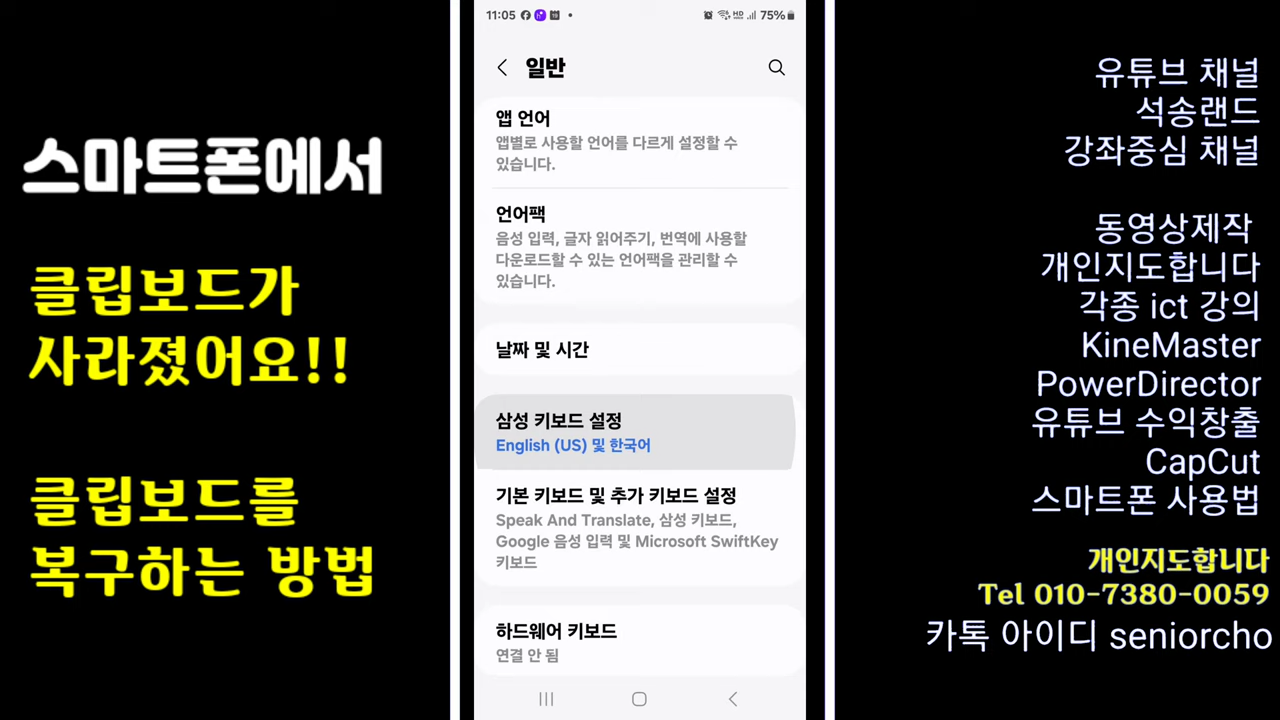 스마트폰에서
클립보드가
사라졌어요!!
클립보드를
복구하는 방법
11:05
HD
75%
일반
앱 언어
앱별로 사용할 언어를 다르게 설정할 수
있습니다.
언어팩
음성 입력, 글자 읽어주기, 번역에 사용할
다운로드할 수 있는 언어팩을 관리할 수
있습니다.
날짜 및 시간
삼성 키보드 설정
English (US) 및 한국어
기본 키보드 및 추가 키보드 설정
Speak And Translate, 삼성 키보드,
Google 음성 입력 및 Microsoft SwiftKey
키보드
하드웨어 키보드
연결 안 됨
유튜브 채널
석송랜드
강좌중심 채널
동영상제작
개인지도합니다
각종 ict 강의
KineMaster
PowerDirector
유튜브 수익창출
CapCut
스마트폰 사용법
개인지도합니다
Tel 010-7380-0059
카톡 아이디 seniorcho